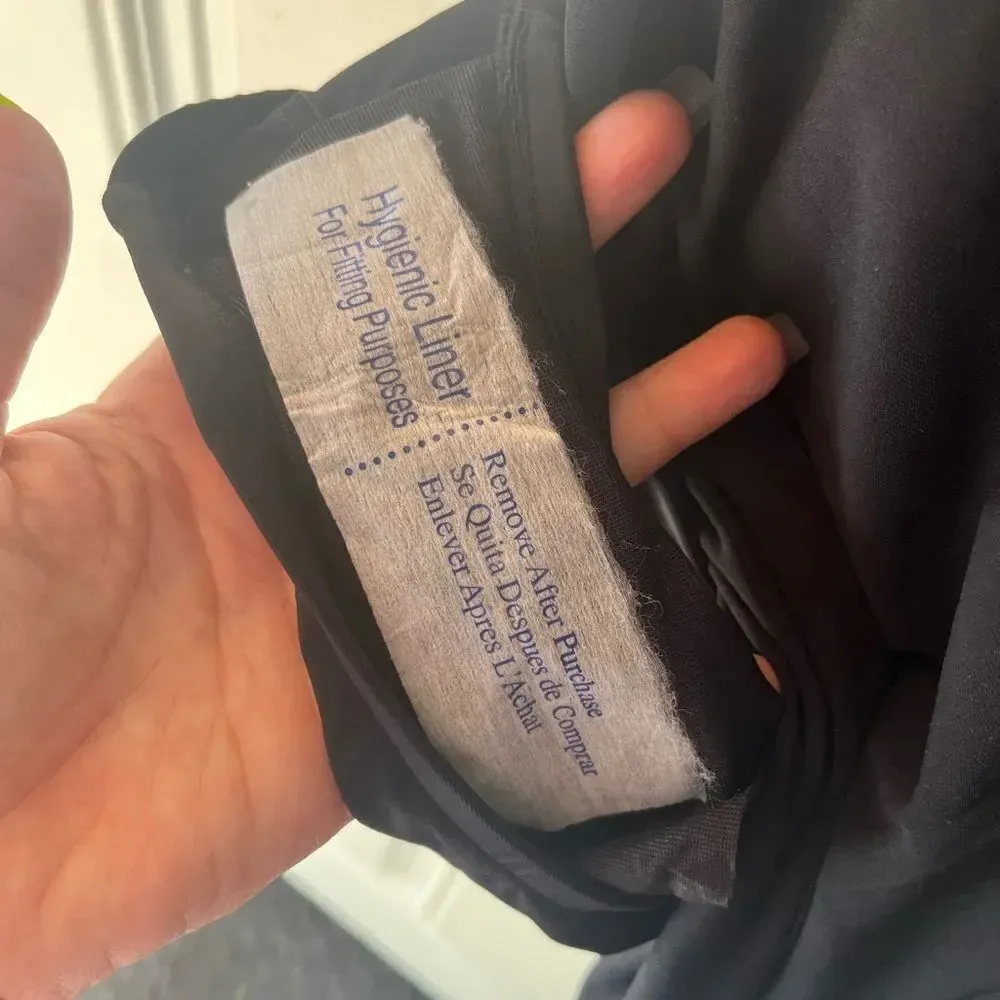 Hygienic Liner
For Fitting Purposes
Remove After Purchase
Se Quita Despues de Comprar
Enlever Apres L'Achat